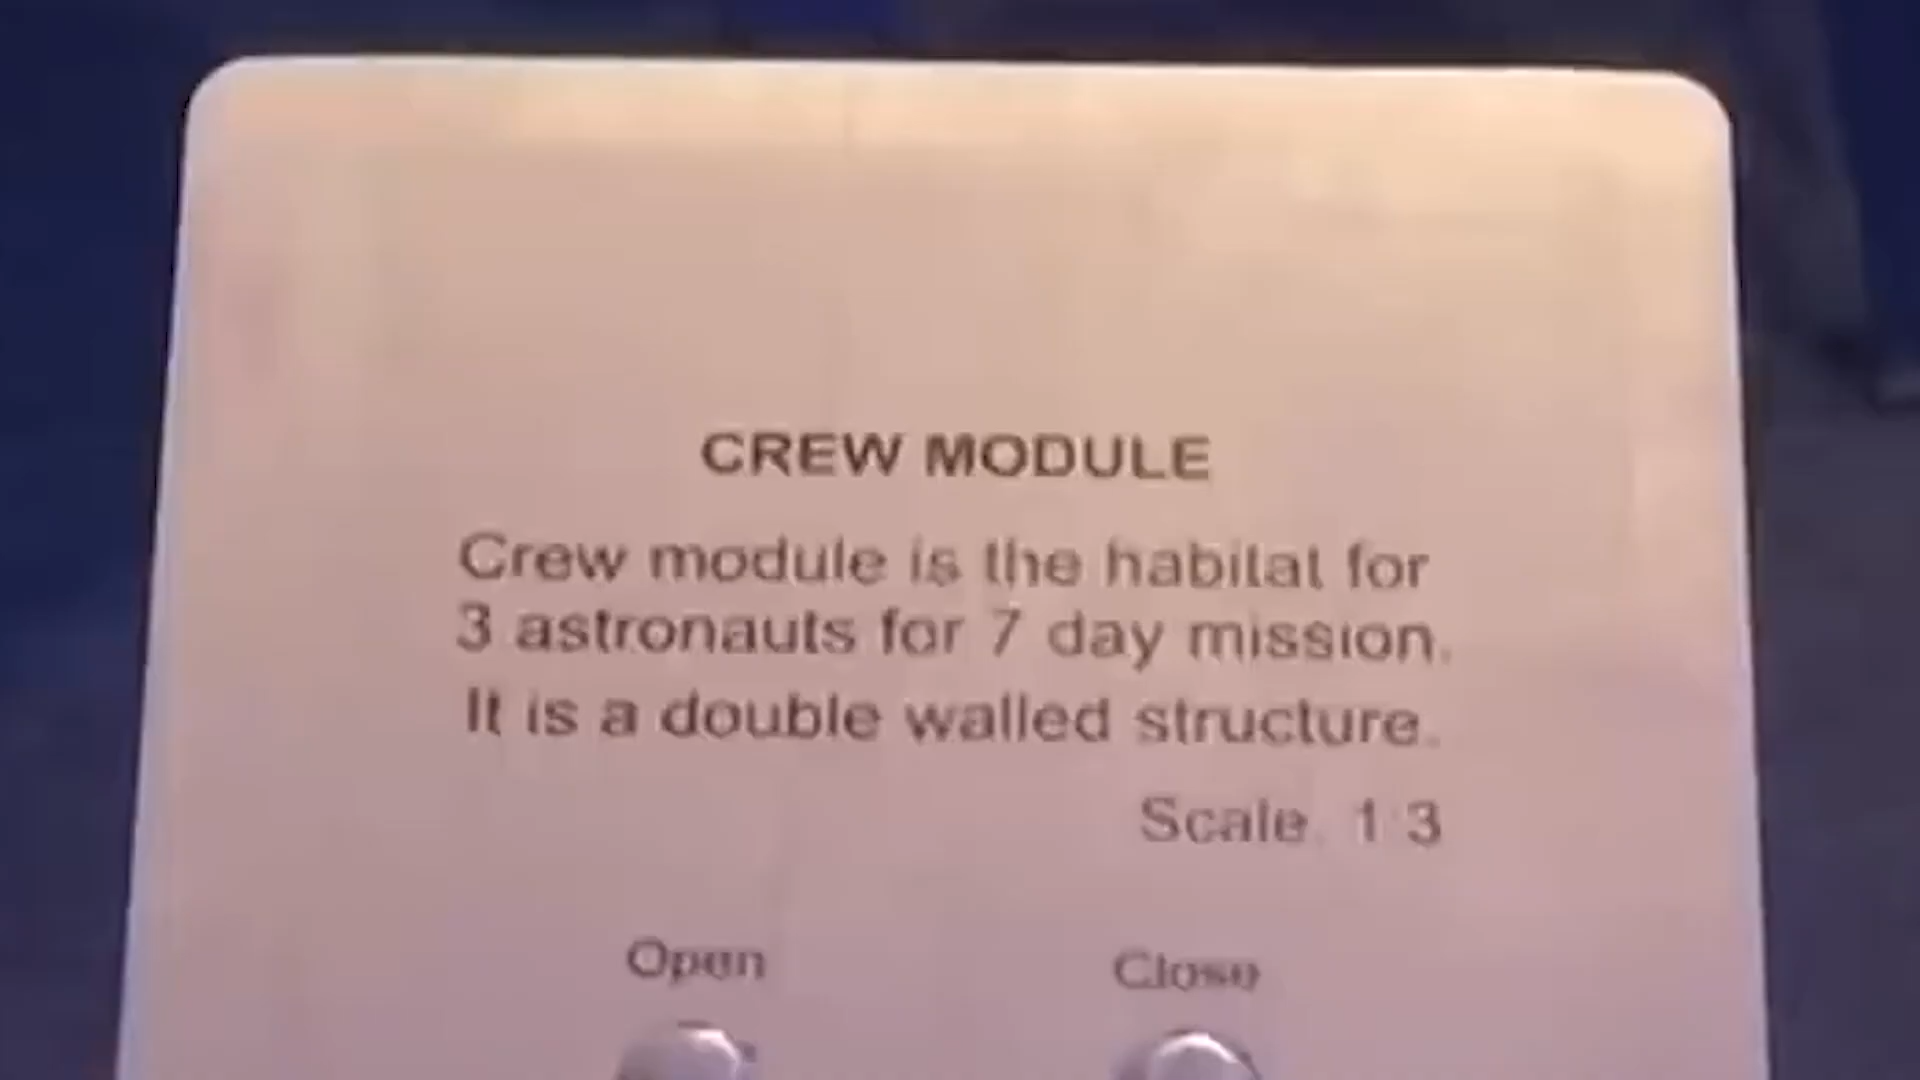 CREW MODULE
Crew module is the habitat for
3 astronauts for 7 day mission.
It is a double walled structure.
Scale. 1:3
Open
Close